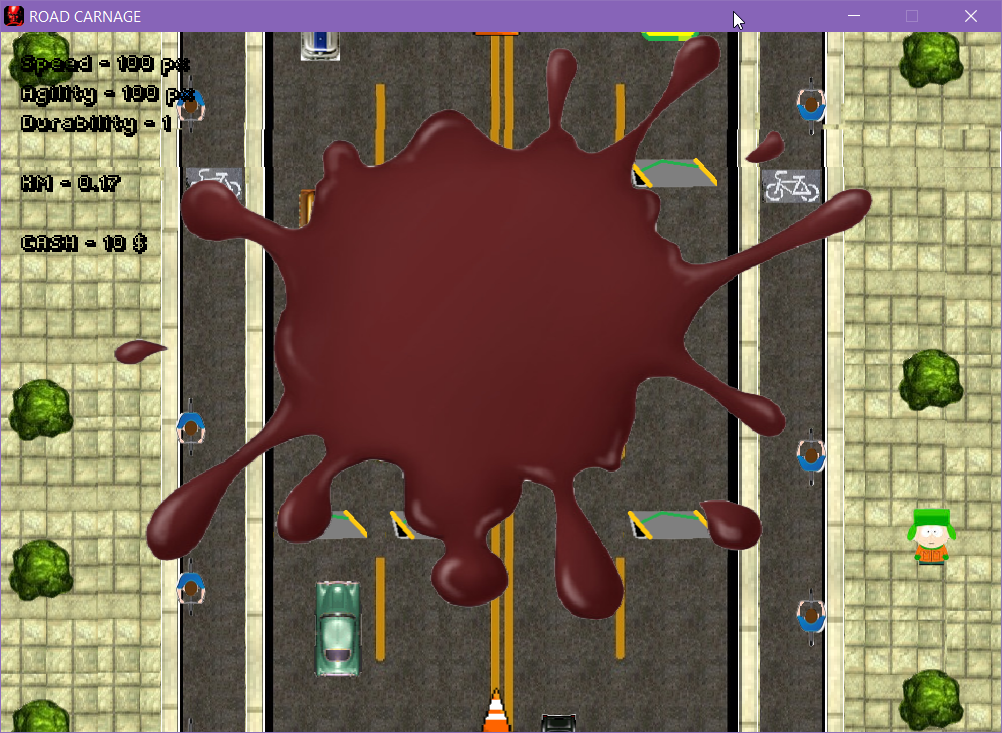 ROAD CARNAGE
Speed - 100 px
Agility - 100 px
Durability - 1
KM - 0.17
CASH - 10 $